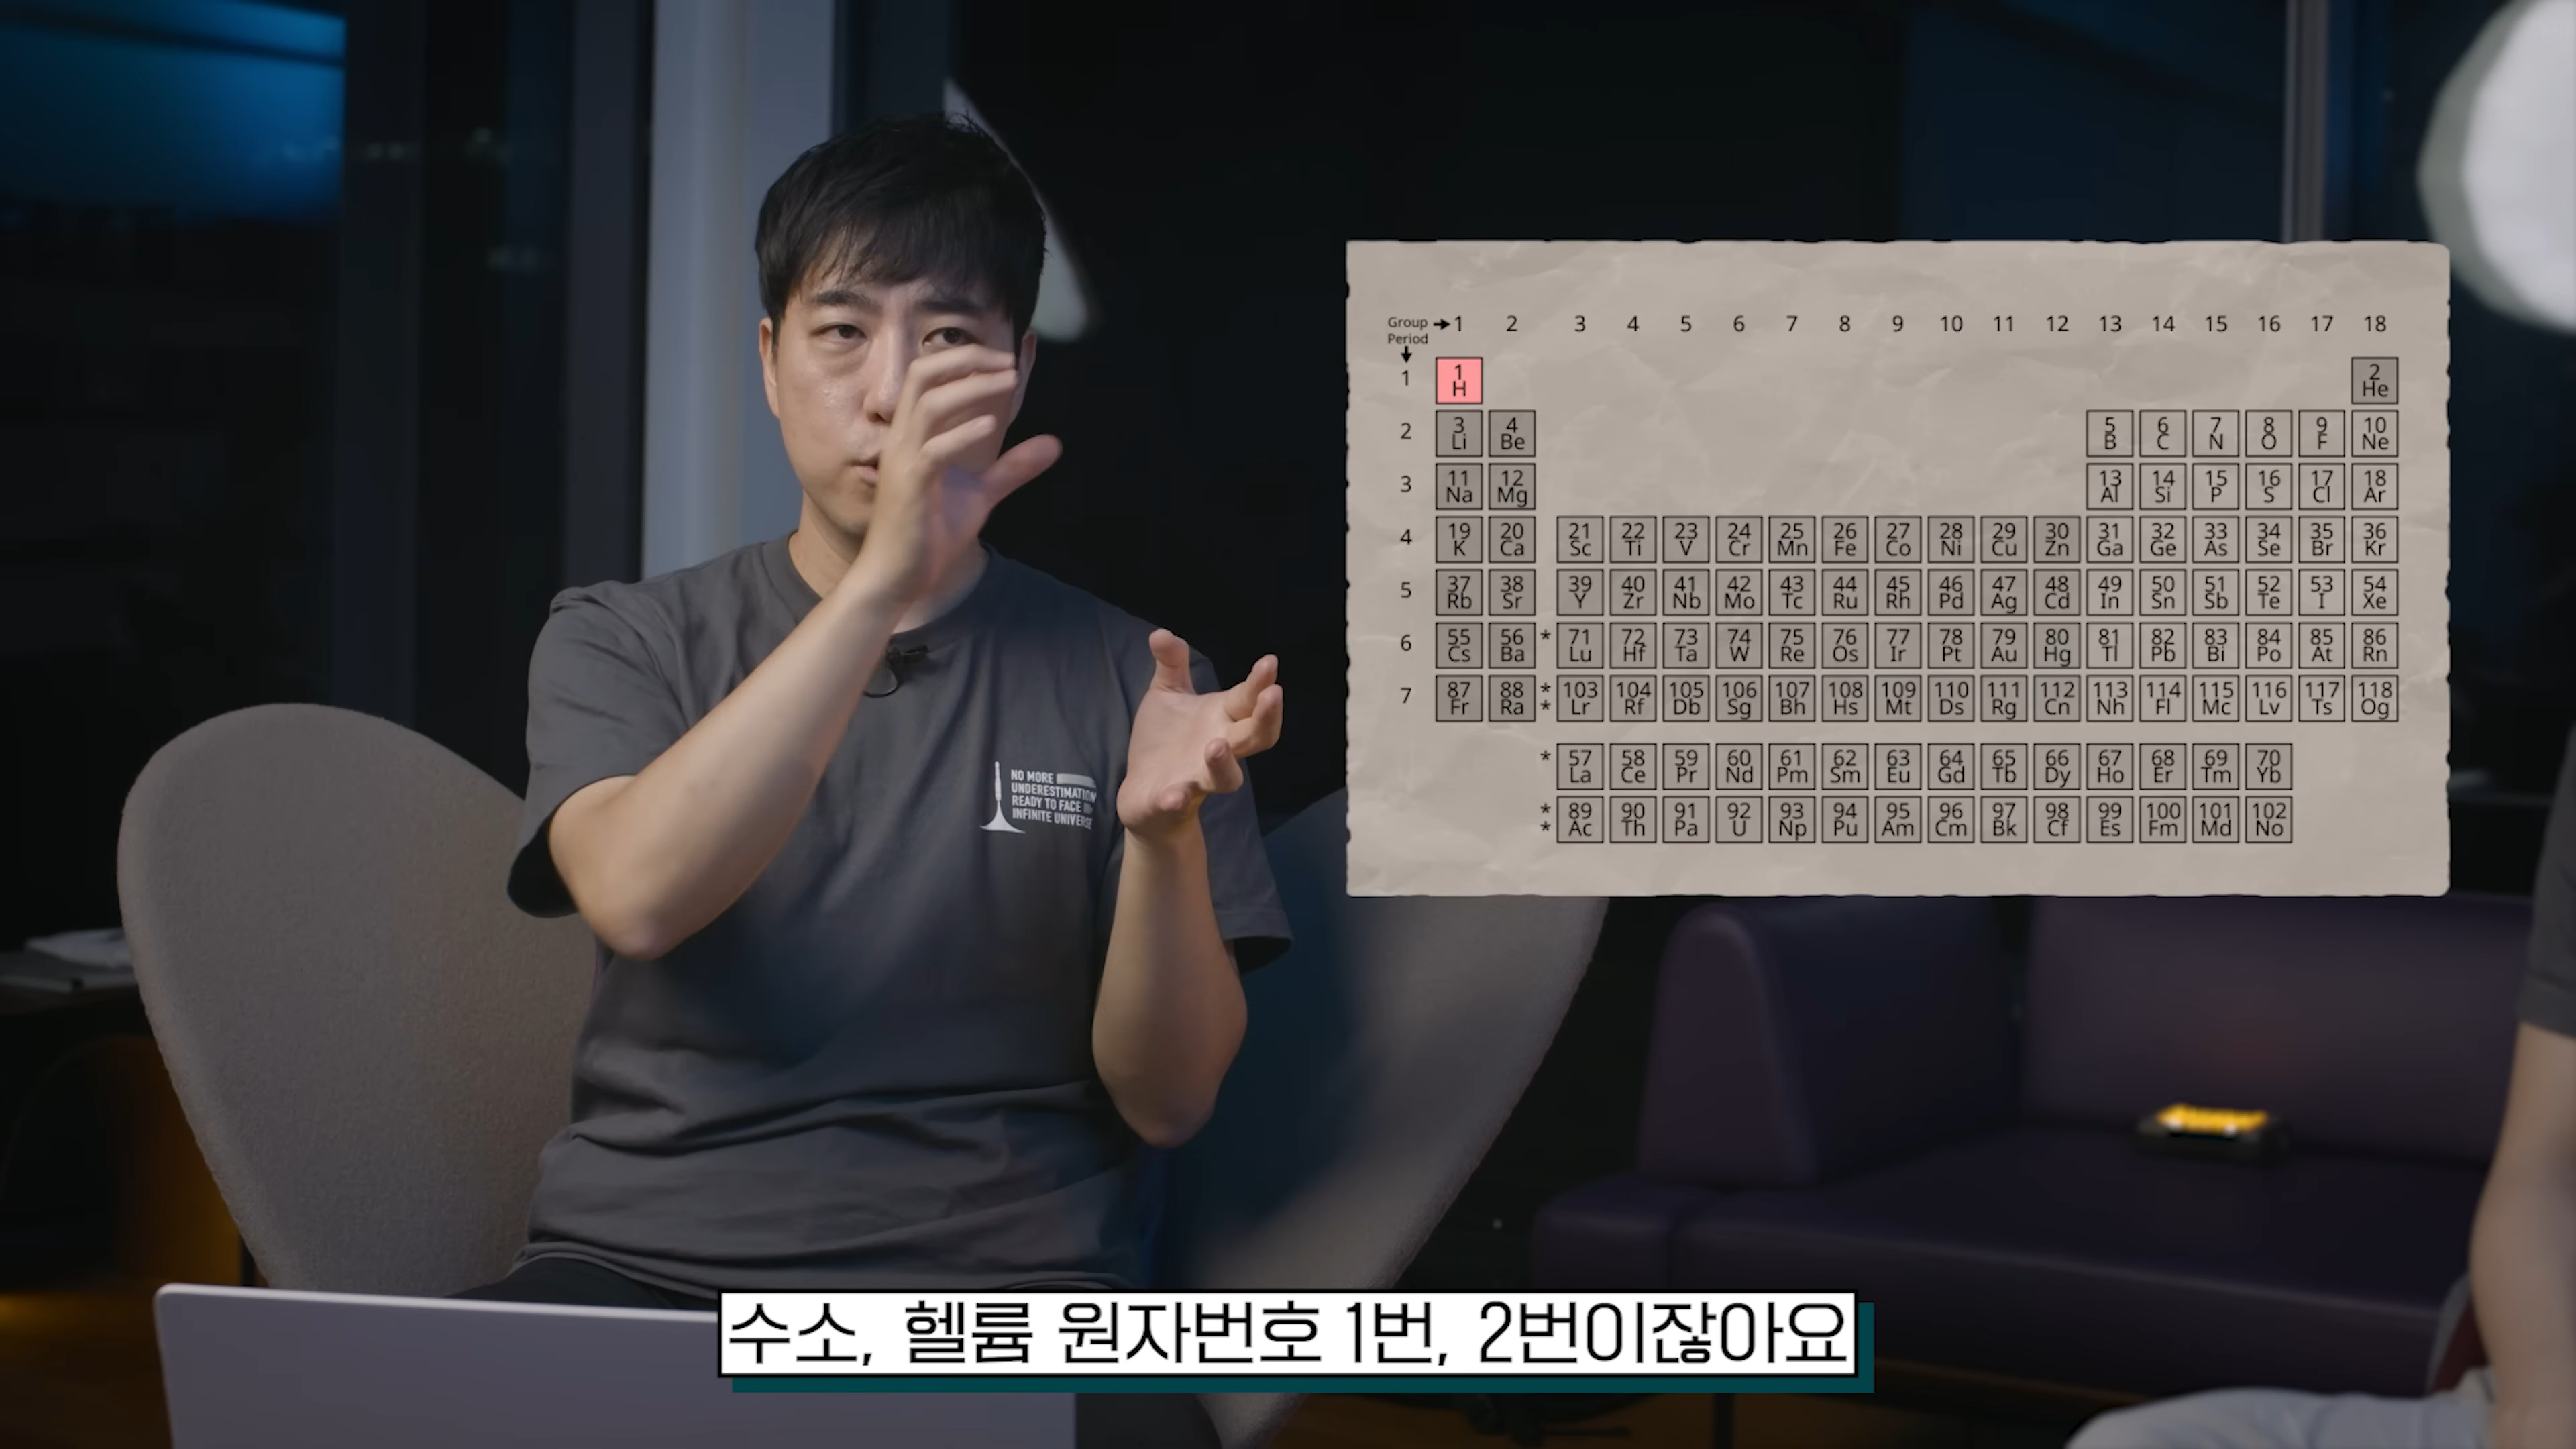 Group 1 2 3 4 5 6 7 8 9 10 11 12 13 14 15 16 17 18
Period
1 1 H 2 He
2 3 Li 4 Be 5 B 6 C 7 N 8 O 9 F 10 Ne
3 11 Na 12 Mg 13 Al 14 Si 15 P 16 S 17 Cl 18 Ar
4 19 K 20 Ca 21 Sc 22 Ti 23 V 24 Cr 25 Mn 26 Fe 27 Co 28 Ni 29 Cu 30 Zn 31 Ga 32 Ge 33 As 34 Se 35 Br 36 Kr
5 37 Rb 38 Sr 39 Y 40 Zr 41 Nb 42 Mo 43 Tc 44 Ru 45 Rh 46 Pd 47 Ag 48 Cd 49 In 50 Sn 51 Sb 52 Te 53 I 54 Xe
6 55 Cs 56 Ba * 71 Lu 72 Hf 73 Ta 74 W 75 Re 76 Os 77 Ir 78 Pt 79 Au 80 Hg 81 Tl 82 Pb 83 Bi 84 Po 85 At 86 Rn
7 87 Fr 88 Ra ** 103 Lr 104 Rf 105 Db 106 Sg 107 Bh 108 Hs 109 Mt 110 Ds 111 Rg 112 Cn 113 Nh 114 Fl 115 Mc 116 Lv 117 Ts 118 Og
* 57 La 58 Ce 59 Pr 60 Nd 61 Pm 62 Sm 63 Eu 64 Gd 65 Tb 66 Dy 67 Ho 68 Er 69 Tm 70 Yb
** 89 Ac 90 Th 91 Pa 92 U 93 Np 94 Pu 95 Am 96 Cm 97 Bk 98 Cf 99 Es 100 Fm 101 Md 102 No
NO MORE
UNDERESTIMATION
READY TO FACE
INFINITE UNIVERSE
수소, 헬륨 원자번호 1번, 2번이잖아요